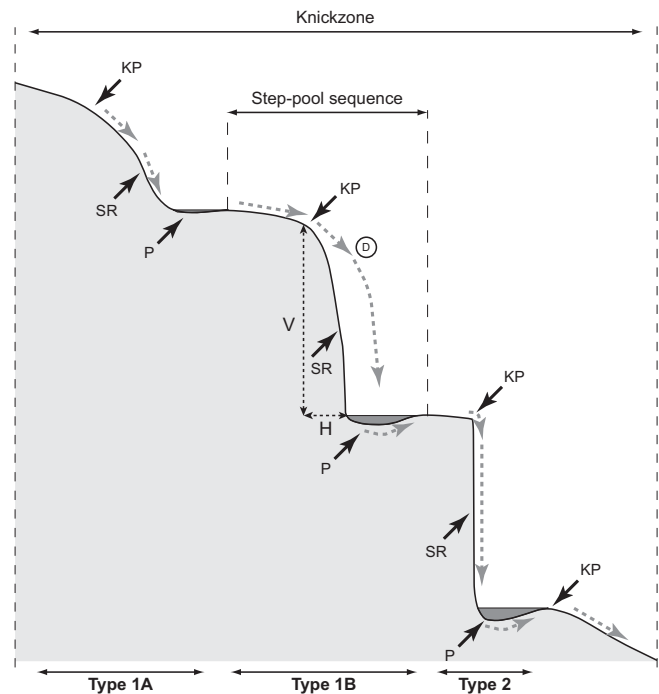 Knickzone
KP
Step-pool sequence
SR
KP
P
D
V
SR
KP
H
P
SR
KP
P
Type 1A
Type 1B
Type 2